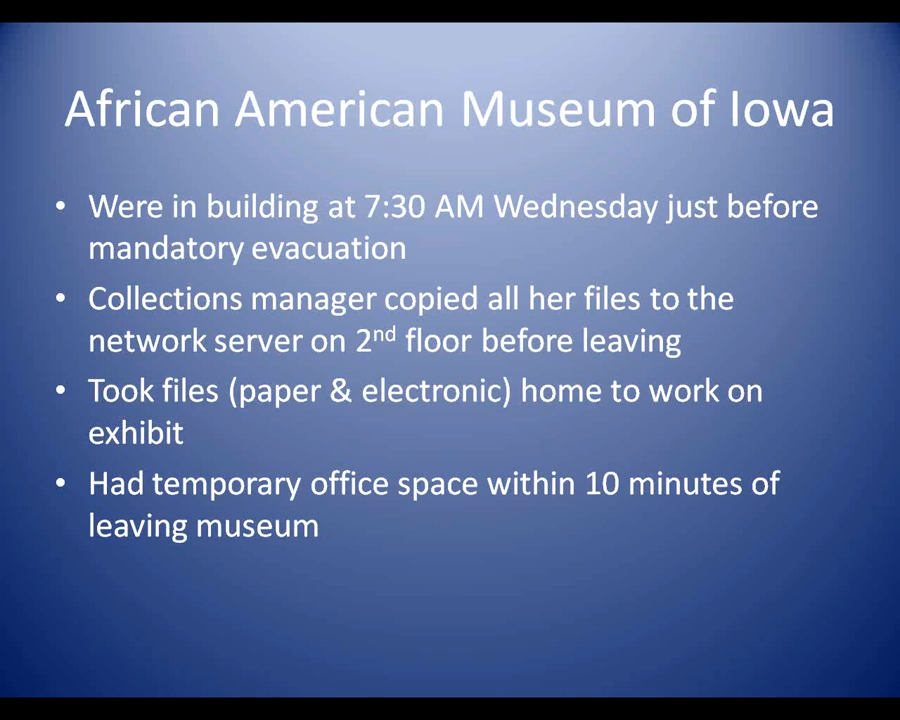 African American Museum of Iowa
• Were in building at 7:30 AM Wednesday just before
mandatory evacuation
• Collections manager copied all her files to the
network server on 2nd floor before leaving
• Took files (paper & electronic) home to work on
exhibit
• Had temporary office space within 10 minutes of
leaving museum